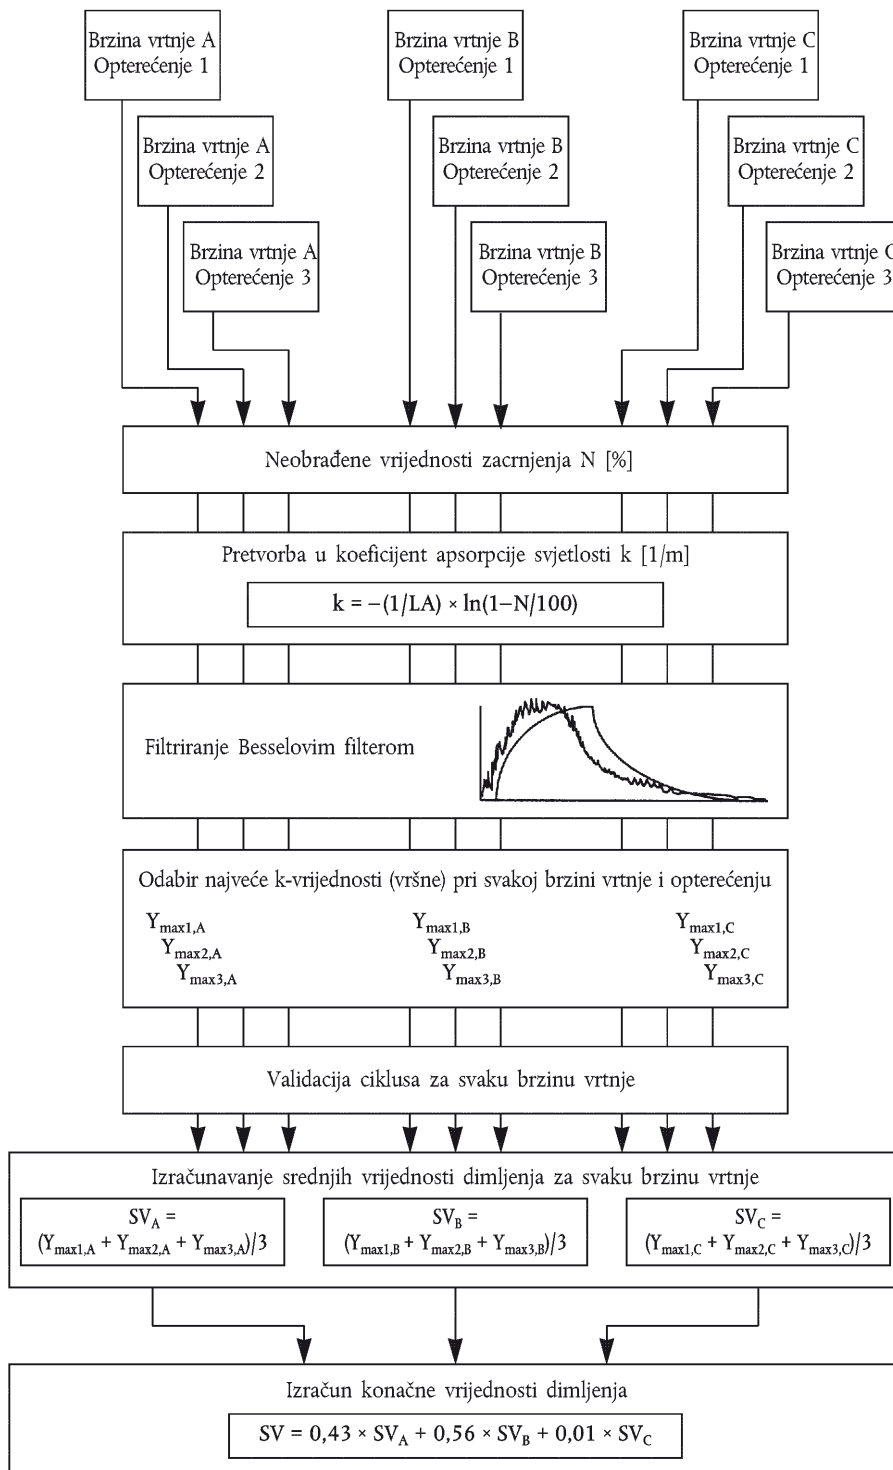 Brzina vrtnje A
Opterećenje 1
Brzina vrtnje B
Opterećenje 1
Brzina vrtnje C
Opterećenje 1
Brzina vrtnje A
Opterećenje 2
Brzina vrtnje B
Opterećenje 2
Brzina vrtnje C
Opterećenje 2
Brzina vrtnje A
Opterećenje 3
Brzina vrtnje B
Opterećenje 3
Brzina vrtnje C
Opterećenje 3
Neobrađene vrijednosti zacrnjenja N [%]
Pretvorba u koeficijent apsorpcije svjetlosti k [1/m]
k = −(1/LA) × ln(1−N/100)
Filtriranje Besselovim filterom
Odabir najveće k-vrijednosti (vršne) pri svakoj brzini vrtnje i opterećenju
Ymax1,A
Ymax2,A
Ymax3,A
Ymax1,B
Ymax2,B
Ymax3,B
Ymax1,C
Ymax2,C
Ymax3,C
Validacija ciklusa za svaku brzinu vrtnje
Izračunavanje srednjih vrijednosti dimljenja za svaku brzinu vrtnje
SVA =
(Ymax1,A + Ymax2,A + Ymax3,A)/3
SVB =
(Ymax1,B + Ymax2,B + Ymax3,B)/3
SVC =
(Ymax1,C + Ymax2,C + Ymax3,C)/3
Izračun konačne vrijednosti dimljenja
SV = 0,43 × SVA + 0,56 × SVB + 0,01 × SVC